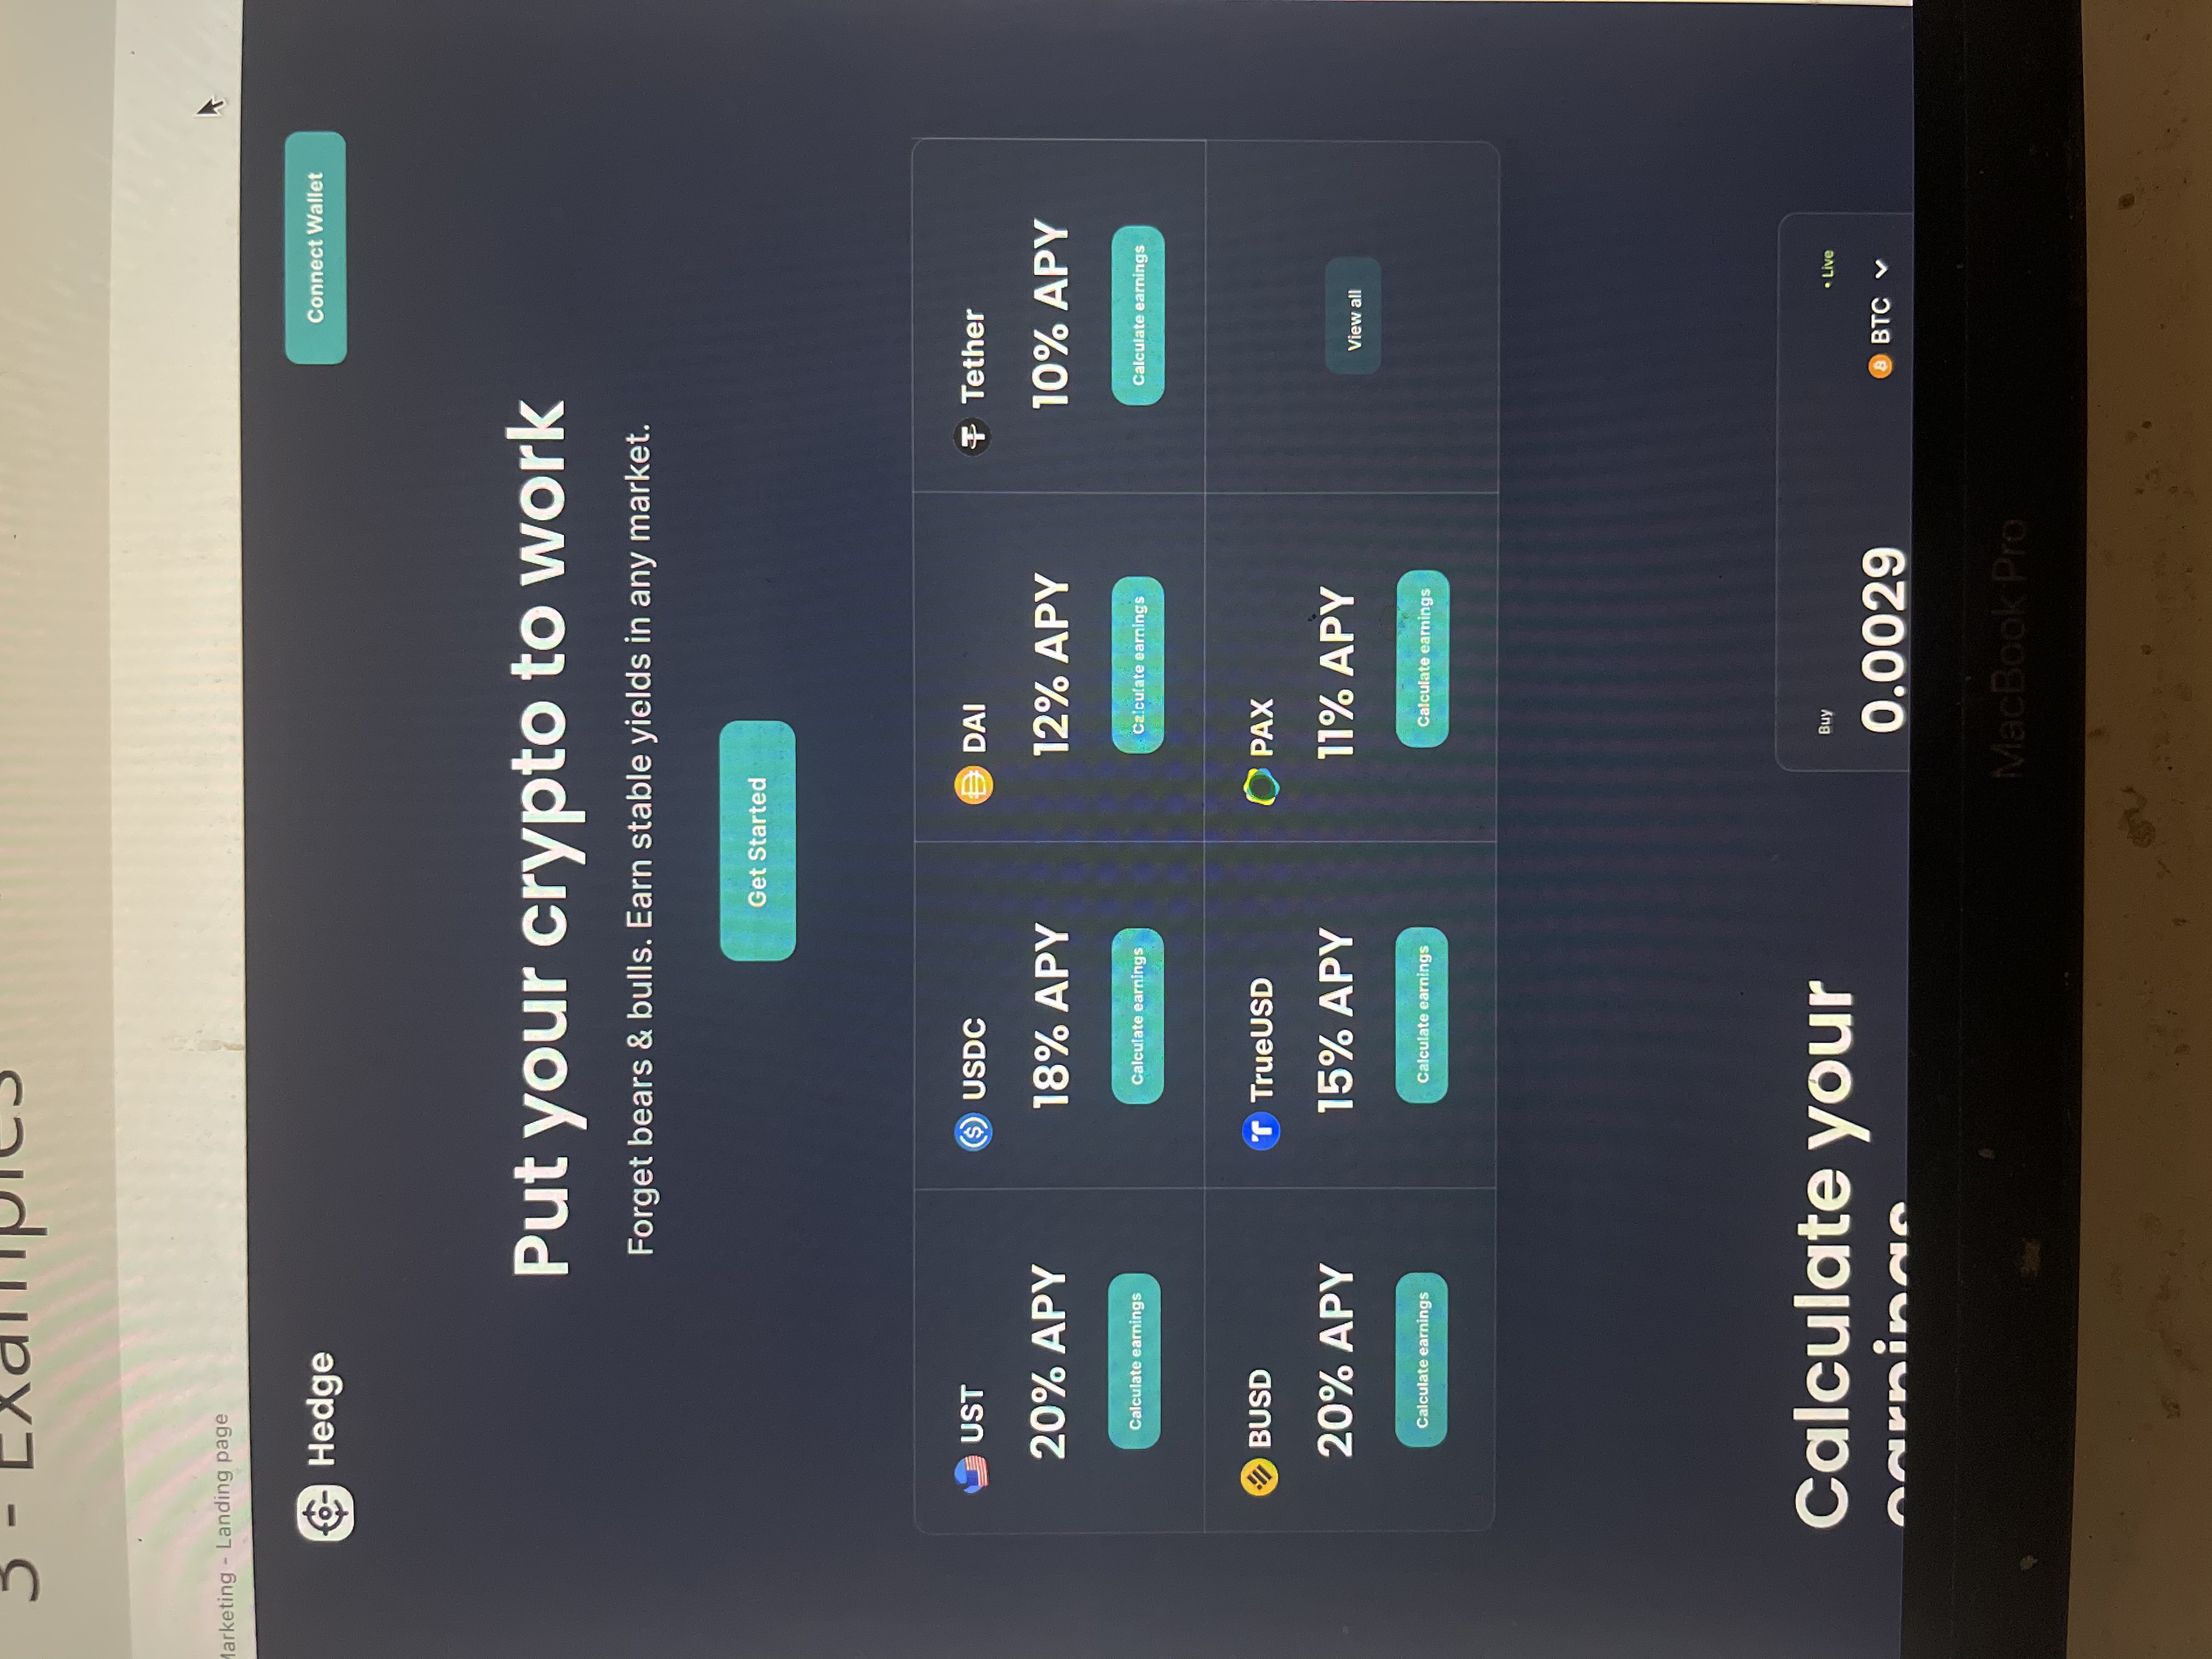 3 - Examples
Marketing - Landing page
Hedge
Connect Wallet
Put your crypto to work
Forget bears & bulls. Earn stable yields in any market.
Get Started
UST
20% APY
Calculate earnings
USDC
18% APY
Calculate earnings
DAI
12% APY
Calculate earnings
Tether
10% APY
Calculate earnings
BUSD
20% APY
Calculate earnings
TrueUSD
15% APY
Calculate earnings
PAX
11% APY
Calculate earnings
View all
Calculate your
earnings
Buy
• Live
0.0029
BTC
MacBook Pro